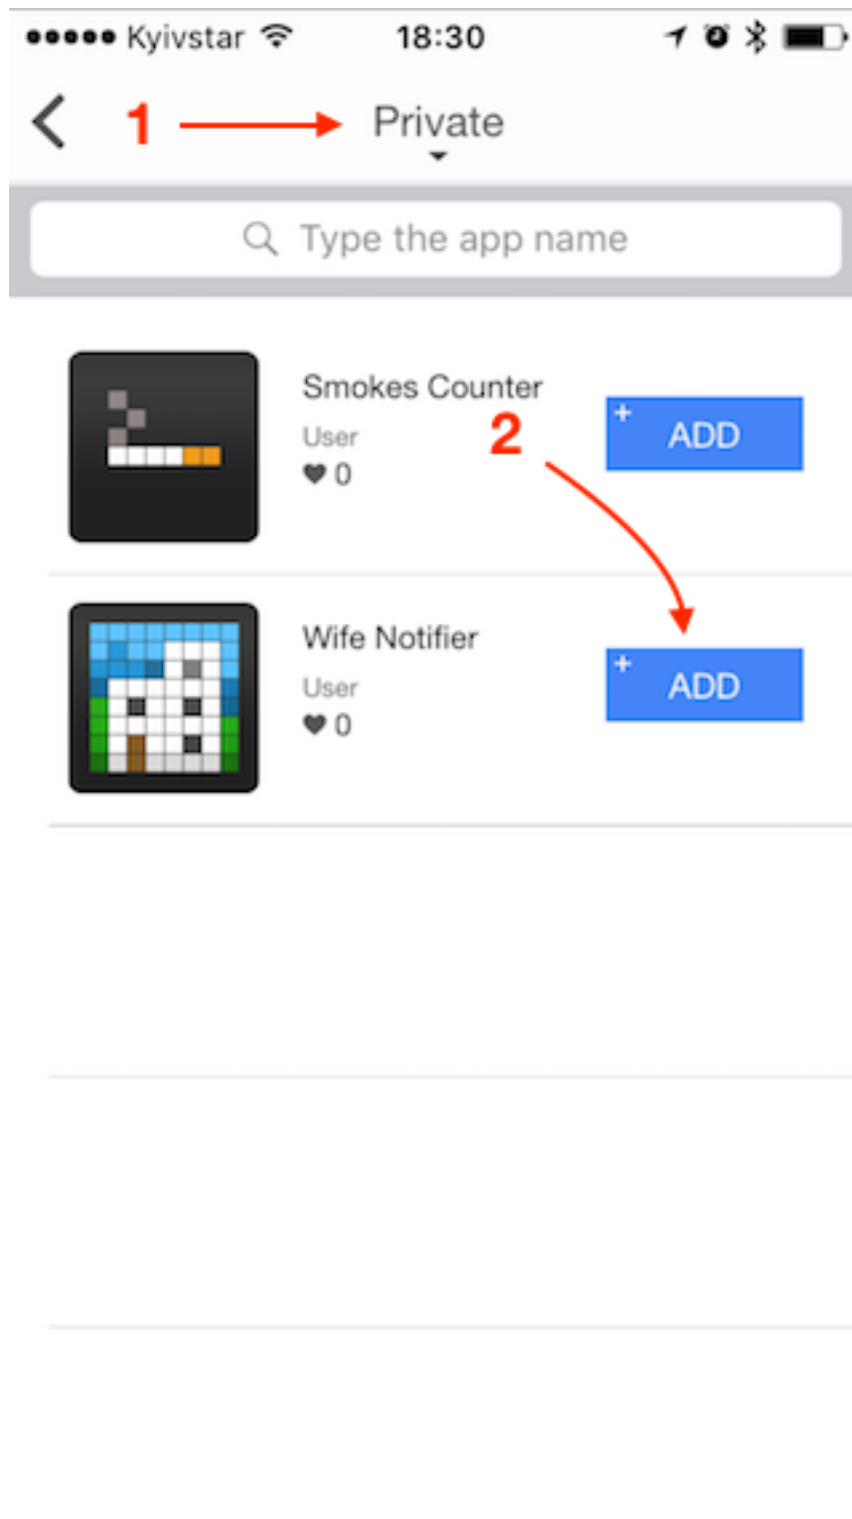 Kyivstar 18:30
1 Private
Type the app name
Smokes Counter
User
2
0
+ ADD
Wife Notifier
User
0
+ ADD